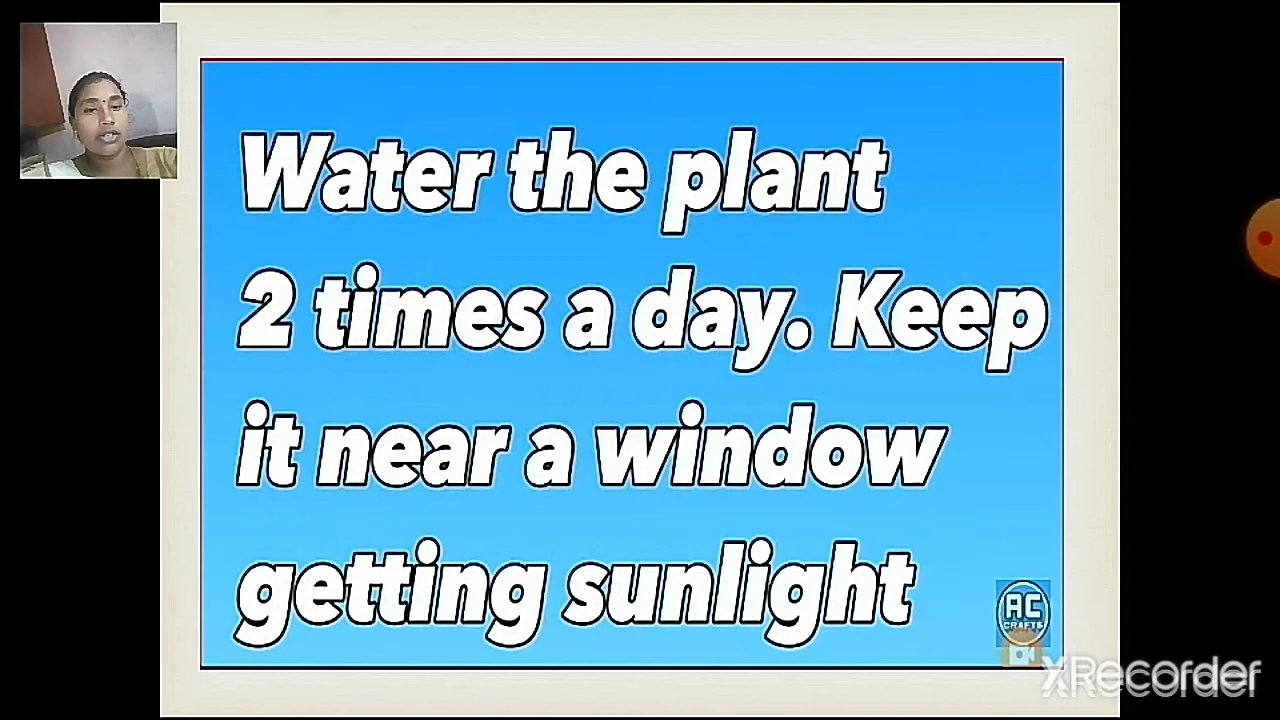 Water the plant
2 times a day. Keep
it near a window
getting sunlight
AC
CRAFTS
XRecorder